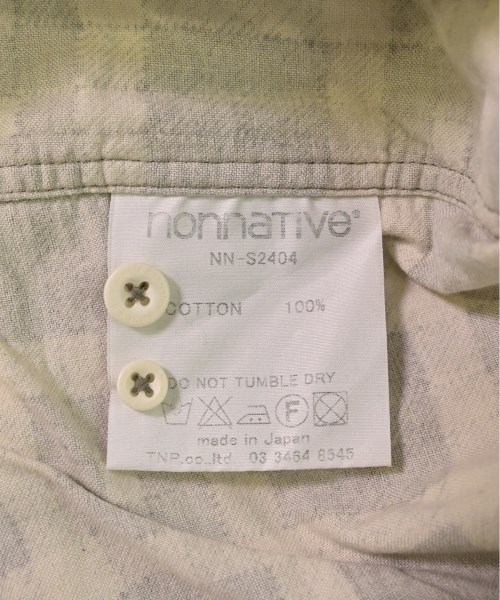 nonnative®
NN-S2404
COTTON 100%
DO NOT TUMBLE DRY
F
made in Japan
TNP.co.,ltd. 03 3464 8545